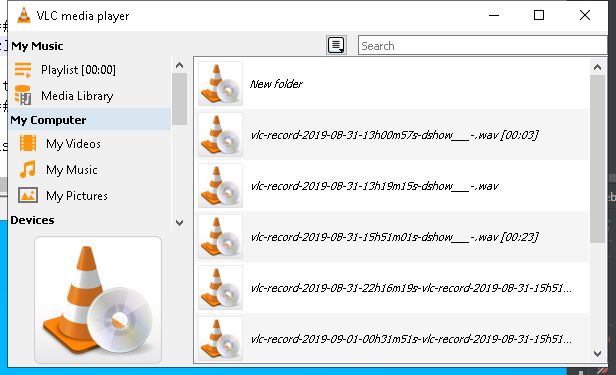 VLC media player
My Music
Search
Playlist [00:00]
Media Library
My Computer
My Videos
My Music
My Pictures
Devices
New folder
vlc-record-2019-08-31-13h00m57s-dshow___-.wav [00:03]
vlc-record-2019-08-31-13h19m15s-dshow___-.wav
vlc-record-2019-08-31-15h51m01s-dshow___-.wav [00:23]
vlc-record-2019-08-31-22h16m19s-vlc-record-2019-08-31-15h51...
vlc-record-2019-09-01-00h31m51s-vlc-record-2019-08-31-15h51...